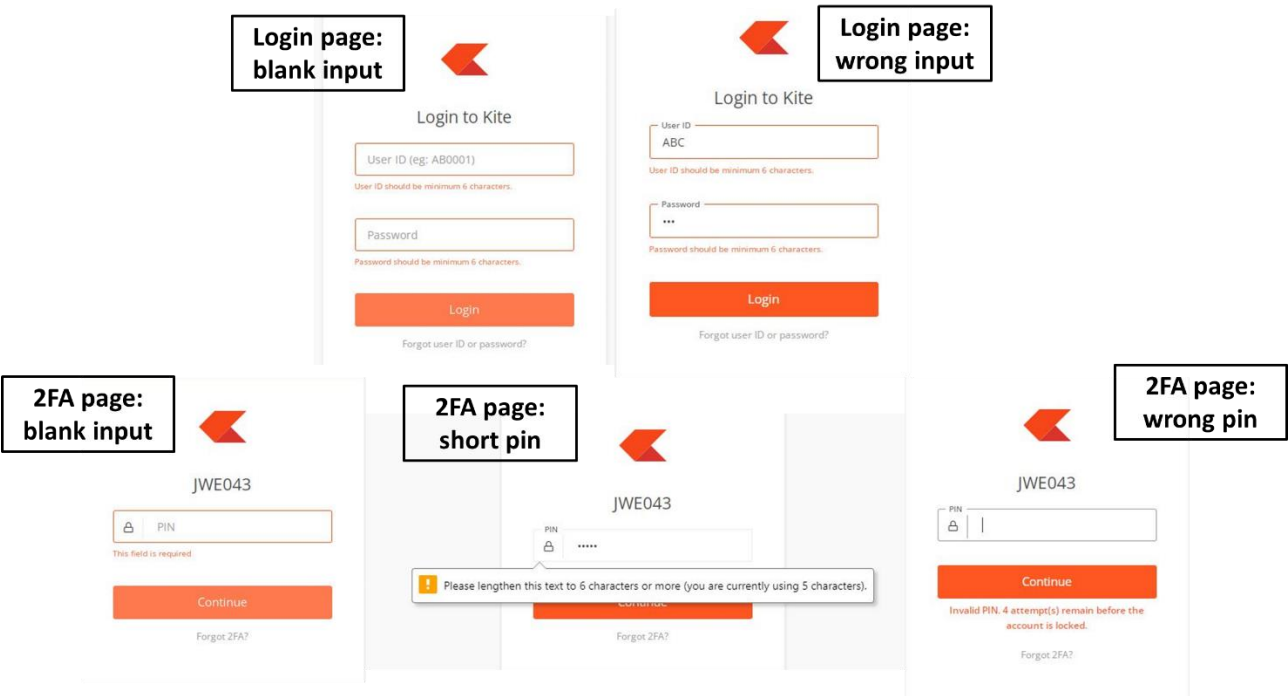 Login page:
blank input
Login to Kite
User ID (eg: AB0001)
User ID should be minimum 6 characters.
Password
Password should be minimum 6 characters.
Login
Forgot user ID or password?
Login page:
wrong input
Login to Kite
User ID
ABC
User ID should be minimum 6 characters.
Password
•••
Password should be minimum 6 characters.
Login
Forgot user ID or password?
2FA page:
blank input
JWE043
PIN
This field is required
Continue
Forgot 2FA?
2FA page:
short pin
JWE043
PIN
•••••
! Please lengthen this text to 6 characters or more (you are currently using 5 characters).
Continue
Forgot 2FA?
2FA page:
wrong pin
JWE043
PIN
Continue
Invalid PIN. 4 attempt(s) remain before the
account is locked.
Forgot 2FA?